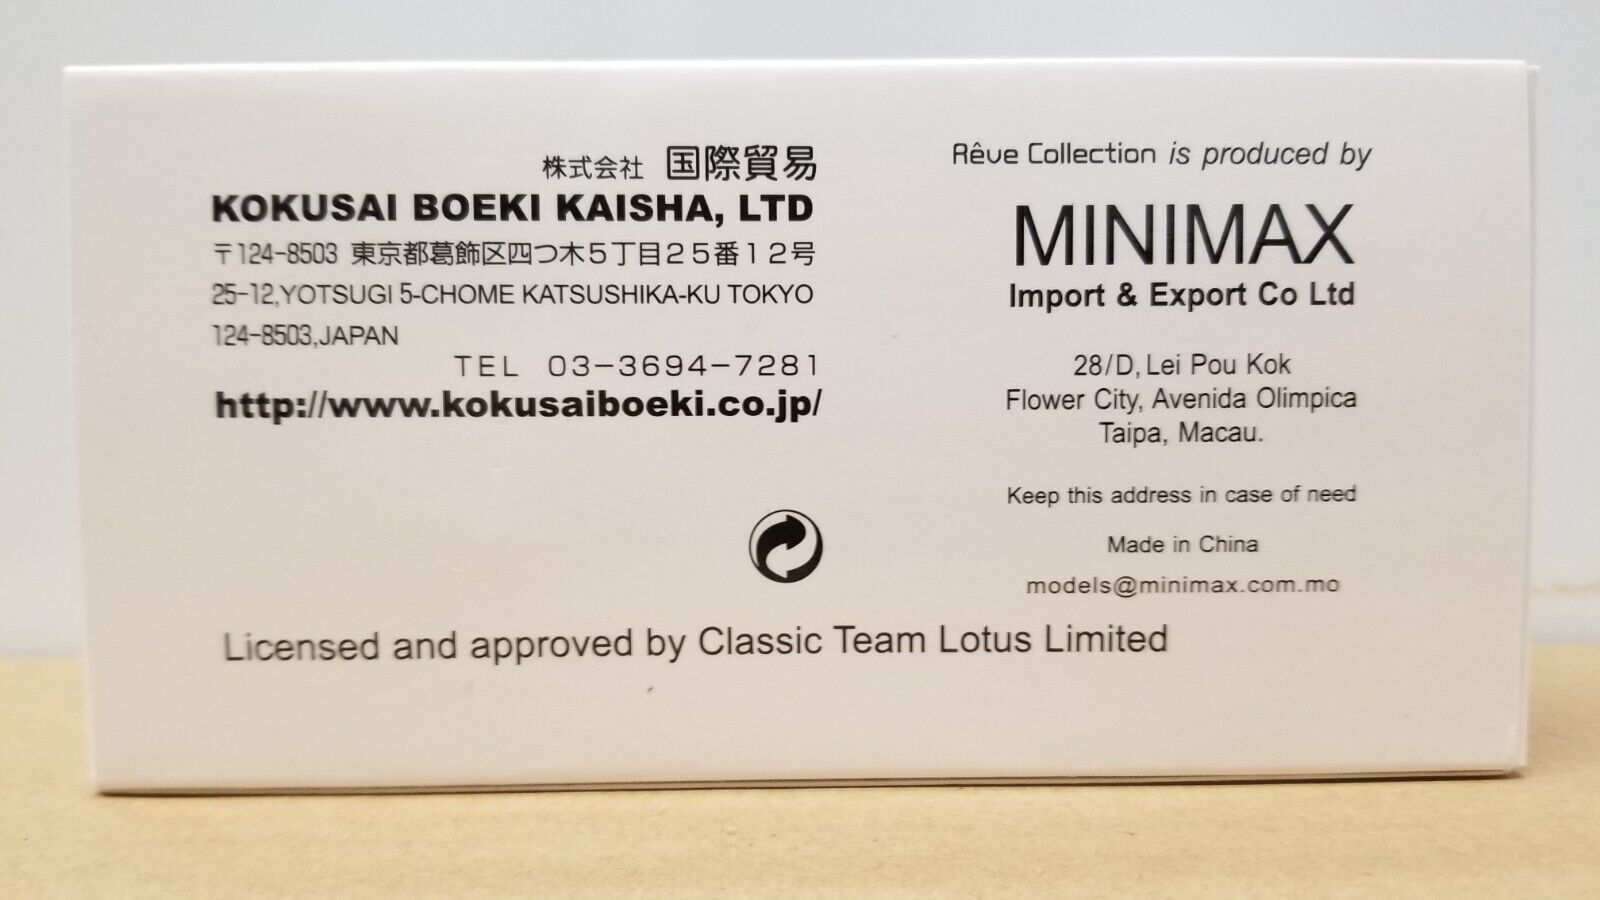 株式会社 国際貿易
KOKUSAI BOEKI KAISHA, LTD
〒124-8503 東京都葛飾区四つ木5丁目25番12号
25-12,YOTSUGI 5-CHOME KATSUSHIKA-KU TOKYO
124-8503,JAPAN
TEL 03-3694-7281
http://www.kokusaiboeki.co.jp/
Rêve Collection is produced by
MINIMAX
Import & Export Co Ltd
28/D, Lei Pou Kok
Flower City, Avenida Olimpica
Taipa, Macau.
Keep this address in case of need
Made in China
models@minimax.com.mo
Licensed and approved by Classic Team Lotus Limited